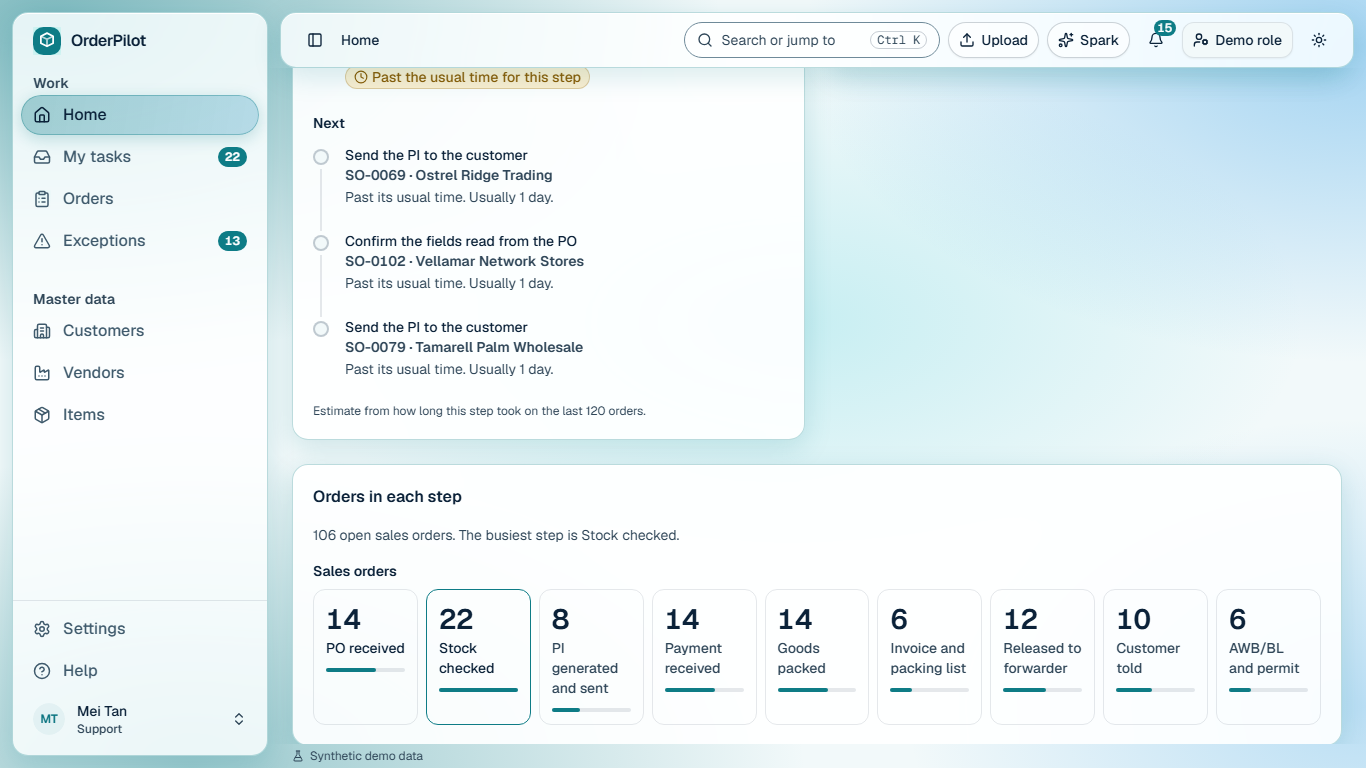 OrderPilot
Work
Home
My tasks
22
Orders
Exceptions
13
Master data
Customers
Vendors
Items
Settings
Help
MT
Mei Tan
Support
Home
Search or jump to
Ctrl K
Upload
Spark
15
Demo role
Past the usual time for this step
Next
Send the PI to the customer
SO-0069 · Ostrel Ridge Trading
Past its usual time. Usually 1 day.
Confirm the fields read from the PO
SO-0102 · Vellamar Network Stores
Past its usual time. Usually 1 day.
Send the PI to the customer
SO-0079 · Tamarell Palm Wholesale
Past its usual time. Usually 1 day.
Estimate from how long this step took on the last 120 orders.
Orders in each step
106 open sales orders. The busiest step is Stock checked.
Sales orders
14
PO received
22
Stock
checked
8
PI
generated
and sent
14
Payment
received
14
Goods
packed
6
Invoice and
packing list
12
Released to
forwarder
10
Customer
told
6
AWB/BL
and permit
Synthetic demo data